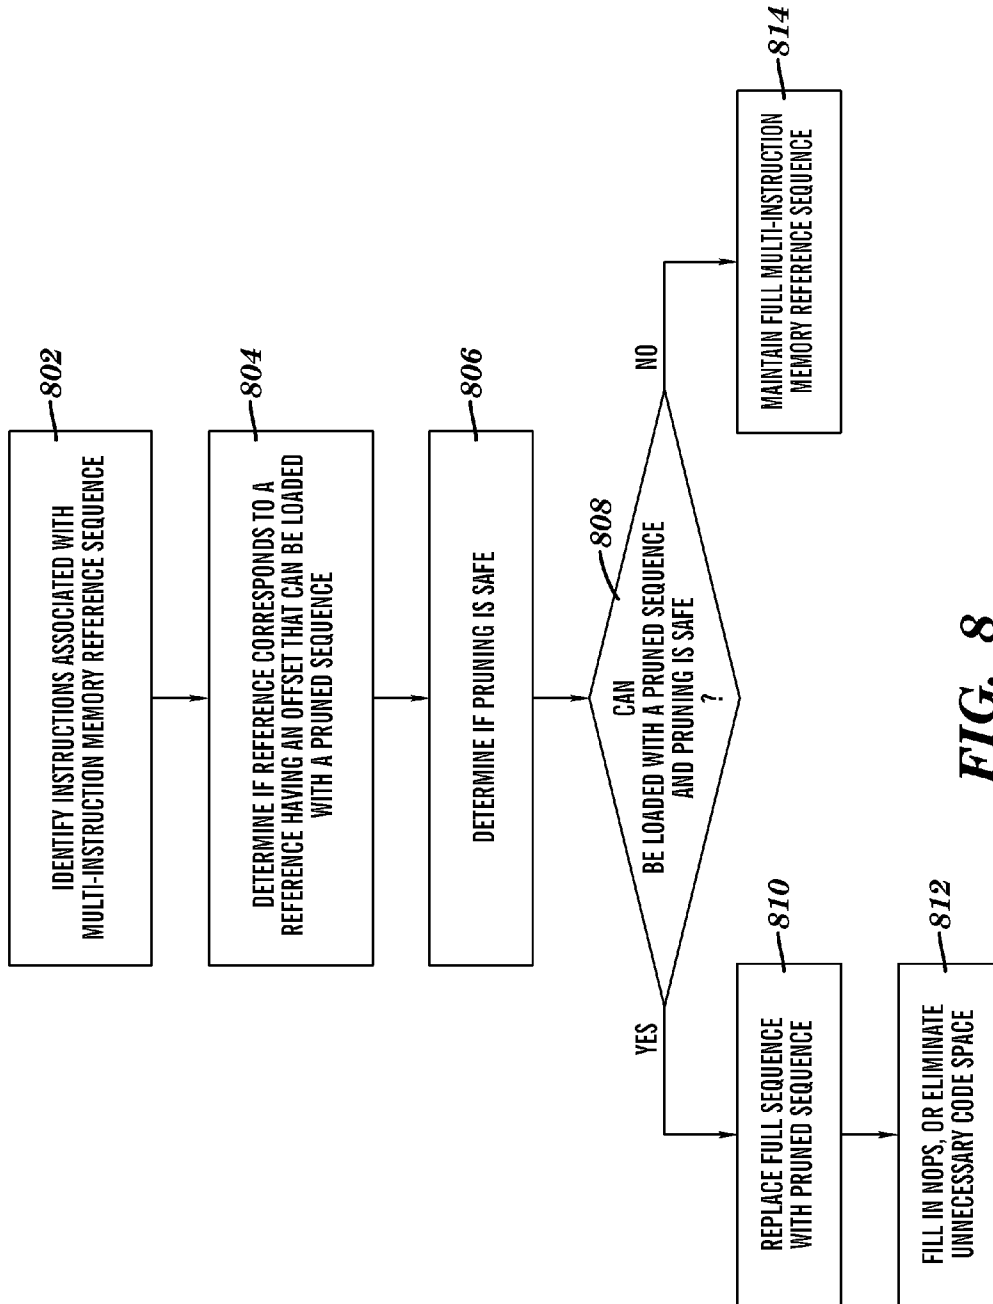 802
IDENTIFY INSTRUCTIONS ASSOCIATED WITH
MULTI-INSTRUCTION MEMORY REFERENCE SEQUENCE
804
DETERMINE IF REFERENCE CORRESPONDS TO A
REFERENCE HAVING AN OFFSET THAT CAN BE LOADED
WITH A PRUNED SEQUENCE
806
DETERMINE IF PRUNING IS SAFE
808
CAN
BE LOADED WITH A PRUNED SEQUENCE
AND PRUNING IS SAFE
?
YES
NO
810
REPLACE FULL SEQUENCE
WITH PRUNED SEQUENCE
814
MAINTAIN FULL MULTI-INSTRUCTION
MEMORY REFERENCE SEQUENCE
812
FILL IN NOPS, OR ELIMINATE
UNNECESSARY CODE SPACE
FIG. 8